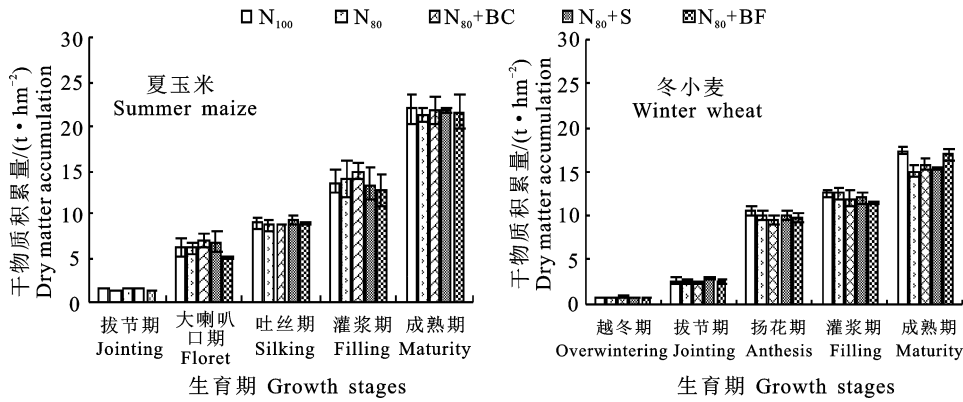 N100 N80 N80+BC N80+S N80+BF
干物质积累量/(t·hm⁻²)
Dry matter accumulation
30
25
20
15
10
5
0
夏玉米
Summer maize
拔节期
Jointing
大喇叭
口期
Floret
吐丝期
Silking
灌浆期
Filling
成熟期
Maturity
生育期 Growth stages
干物质积累量/(t·hm⁻²)
Dry matter accumulation
30
25
20
15
10
5
0
冬小麦
Winter wheat
越冬期
Overwintering
拔节期
Jointing
扬花期
Anthesis
灌浆期
Filling
成熟期
Maturity
生育期 Growth stages